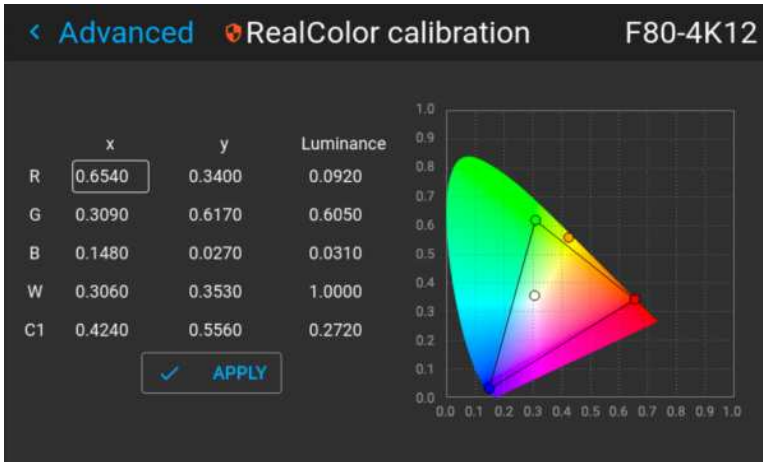 Advanced RealColor calibration F80-4K12
x y Luminance
R 0.6540 0.3400 0.0920
G 0.3090 0.6170 0.6050
B 0.1480 0.0270 0.0310
W 0.3060 0.3530 1.0000
C1 0.4240 0.5560 0.2720
APPLY
1.0
0.9
0.8
0.7
0.6
0.5
0.4
0.3
0.2
0.1
0.0
0.0 0.1 0.2 0.3 0.4 0.5 0.6 0.7 0.8 0.9 1.0